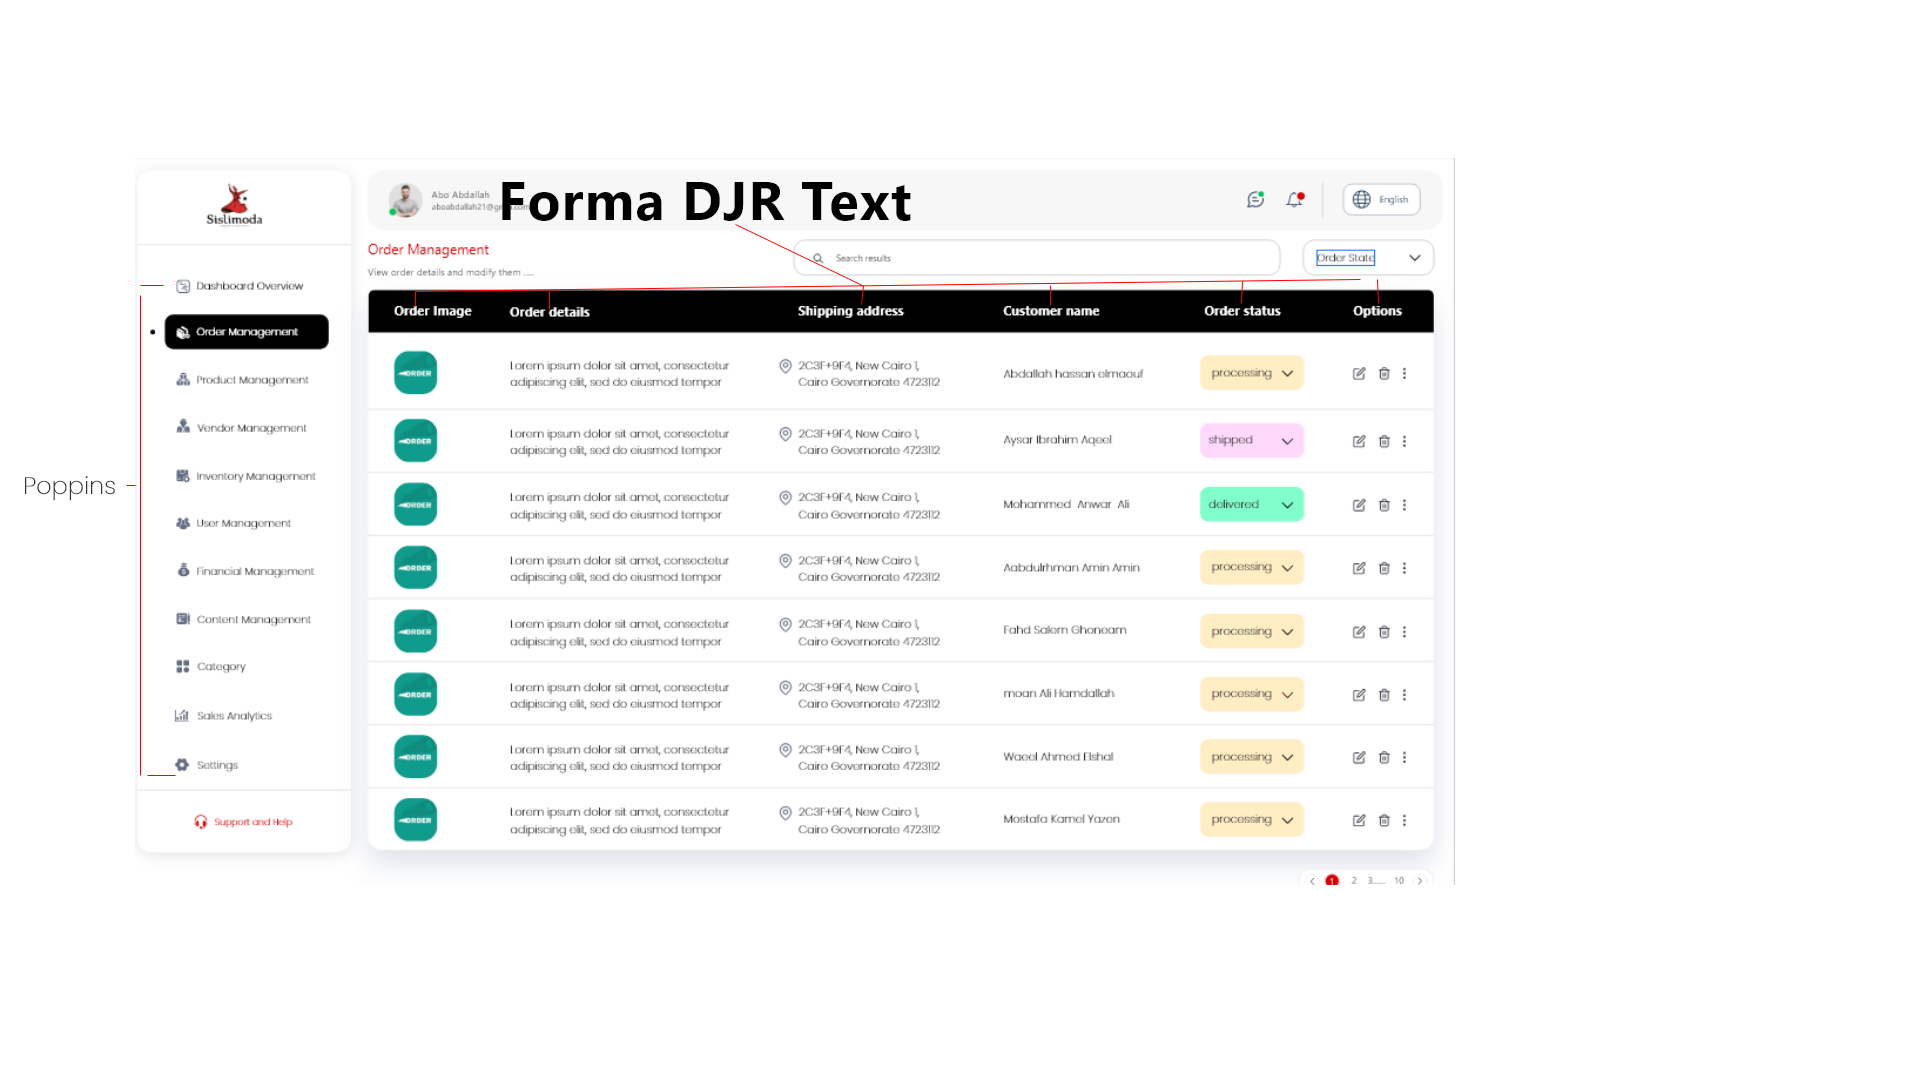 Sislimoda
Dashboard Overview
Order Management
Product Management
Vendor Management
Inventory Management
User Management
Financial Management
Content Management
Category
Sales Analytics
Settings
Support and Help
Poppins
Abo Abdallah
Forma DJR Text
English
Order Management
View order details and modify them .....
Search results
Order State
Order Image Order details Shipping address Customer name Order status Options
ORDER Lorem ipsum dolor sit amet, consectetur 2C3F+9F4, New Cairo 1, Abdallah hassan elmaouf processing
adipiscing elit, sed do eiusmod tempor Cairo Governorate 4723112
ORDER Lorem ipsum dolor sit amet, consectetur 2C3F+9F4, New Cairo 1, Aysar Ibrahim Aqeel shipped
adipiscing elit, sed do eiusmod tempor Cairo Governorate 4723112
ORDER Lorem ipsum dolor sit amet, consectetur 2C3F+9F4, New Cairo 1, Mohammed Anwar Ali delivered
adipiscing elit, sed do eiusmod tempor Cairo Governorate 4723112
ORDER Lorem ipsum dolor sit amet, consectetur 2C3F+9F4, New Cairo 1, Aabdulrhman Amin Amin processing
adipiscing elit, sed do eiusmod tempor Cairo Governorate 4723112
ORDER Lorem ipsum dolor sit amet, consectetur 2C3F+9F4, New Cairo 1, Fahd Salem Ghoneam processing
adipiscing elit, sed do eiusmod tempor Cairo Governorate 4723112
ORDER Lorem ipsum dolor sit amet, consectetur 2C3F+9F4, New Cairo 1, moan Ali Hamdallah processing
adipiscing elit, sed do eiusmod tempor Cairo Governorate 4723112
ORDER Lorem ipsum dolor sit amet, consectetur 2C3F+9F4, New Cairo 1, Waeel Ahmed Elshal processing
adipiscing elit, sed do eiusmod tempor Cairo Governorate 4723112
ORDER Lorem ipsum dolor sit amet, consectetur 2C3F+9F4, New Cairo 1, Mostafa Kamel Yazen processing
adipiscing elit, sed do eiusmod tempor Cairo Governorate 4723112
1 2 3...... 10